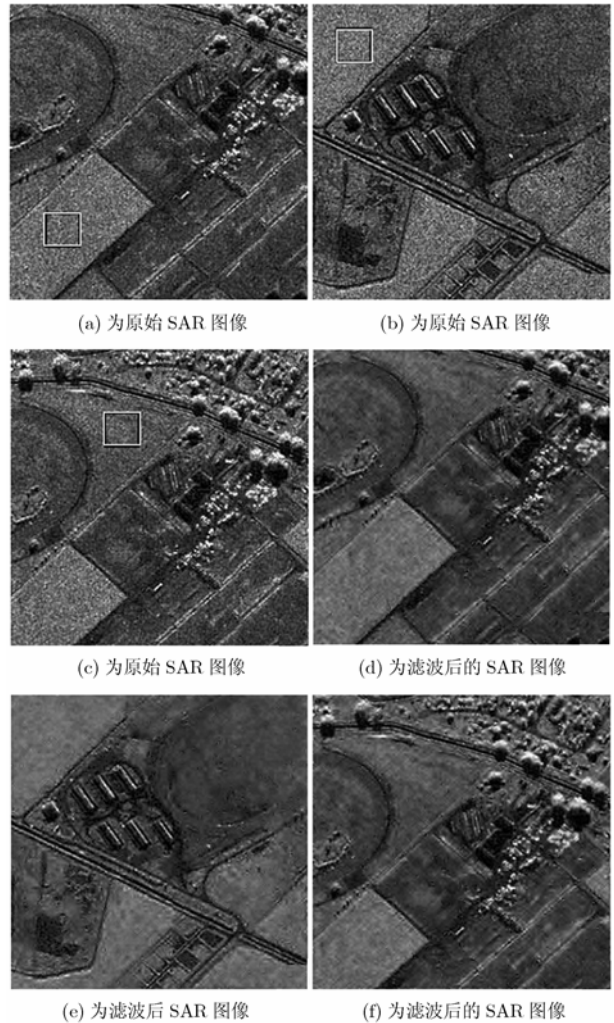 (a) 为原始 SAR 图像
(b) 为原始 SAR 图像
(c) 为原始 SAR 图像
(d) 为滤波后的 SAR 图像
(e) 为滤波后 SAR 图像
(f) 为滤波后的 SAR 图像